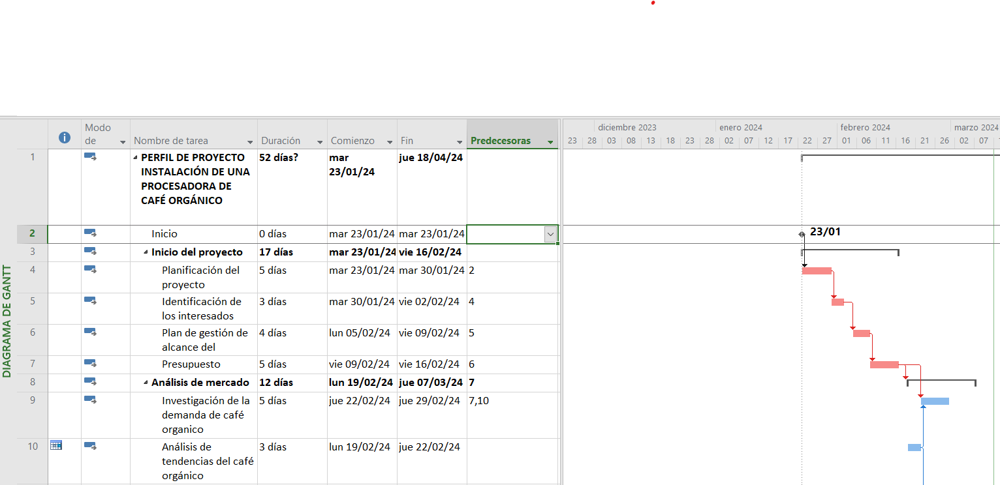 Modo
de
Nombre de tarea
Duración
Comienzo
Fin
Predecesoras
diciembre 2023
enero 2024
febrero 2024
marzo 2024
23 28 03 08 13 18 23 28 02 07 12 17 22 27 01 06 11 16 21 26 02 07
1
PERFIL DE PROYECTO
INSTALACIÓN DE UNA
PROCESADORA DE
CAFÉ ORGÁNICO
52 días?
mar
23/01/24
jue 18/04/24
2
Inicio
0 días
mar 23/01/24
mar 23/01/24
23/01
3
Inicio del proyecto
17 días
mar 23/01/24
vie 16/02/24
4
Planificación del
proyecto
5 días
mar 23/01/24
mar 30/01/24
2
5
Identificación de
los interesados
3 días
mar 30/01/24
vie 02/02/24
4
6
Plan de gestión de
alcance del
4 días
lun 05/02/24
vie 09/02/24
5
7
Presupuesto
5 días
vie 09/02/24
vie 16/02/24
6
8
Análisis de mercado
12 días
lun 19/02/24
jue 07/03/24
7
9
Investigación de la
demanda de café
organico
5 días
jue 22/02/24
jue 29/02/24
7,10
10
Análisis de
tendencias del café
orgánico
3 días
lun 19/02/24
jue 22/02/24
DIAGRAMA DE GANTT